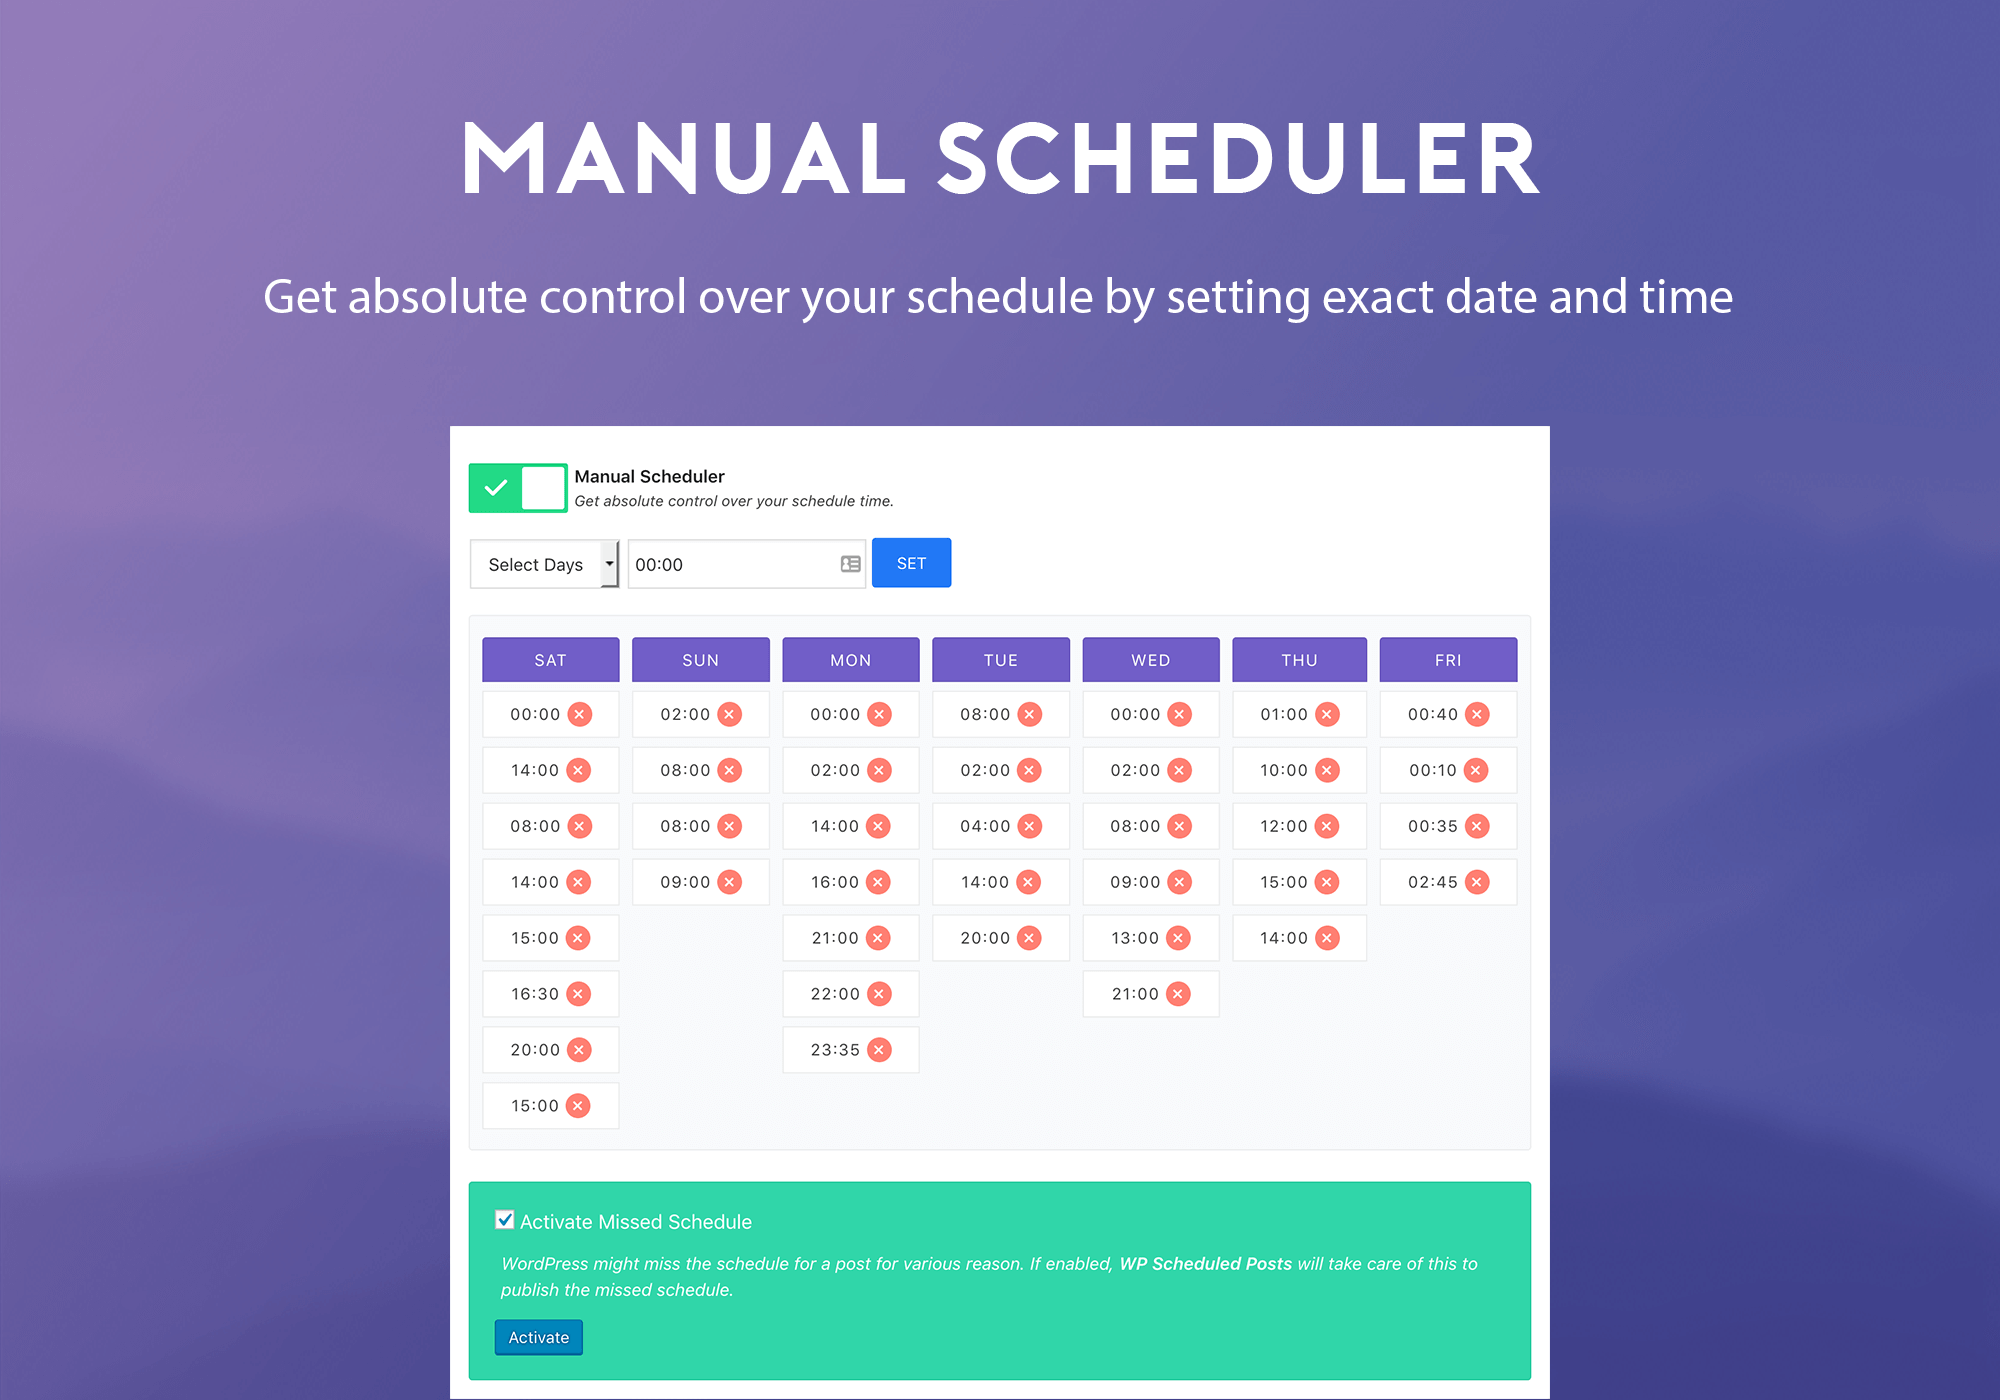 MANUAL SCHEDULER
Get absolute control over your schedule by setting exact date and time
Manual Scheduler
Get absolute control over your schedule time.
Select Days 00:00 SET
SAT SUN MON TUE WED THU FRI
00:00 02:00 00:00 08:00 00:00 01:00 00:40
14:00 08:00 02:00 02:00 02:00 10:00 00:10
08:00 08:00 14:00 04:00 08:00 12:00 00:35
14:00 09:00 16:00 14:00 09:00 15:00 02:45
15:00 21:00 20:00 13:00 14:00
16:30 22:00 21:00
20:00 23:35
15:00
Activate Missed Schedule
WordPress might miss the schedule for a post for various reason. If enabled, WP Scheduled Posts will take care of this to
publish the missed schedule.
Activate